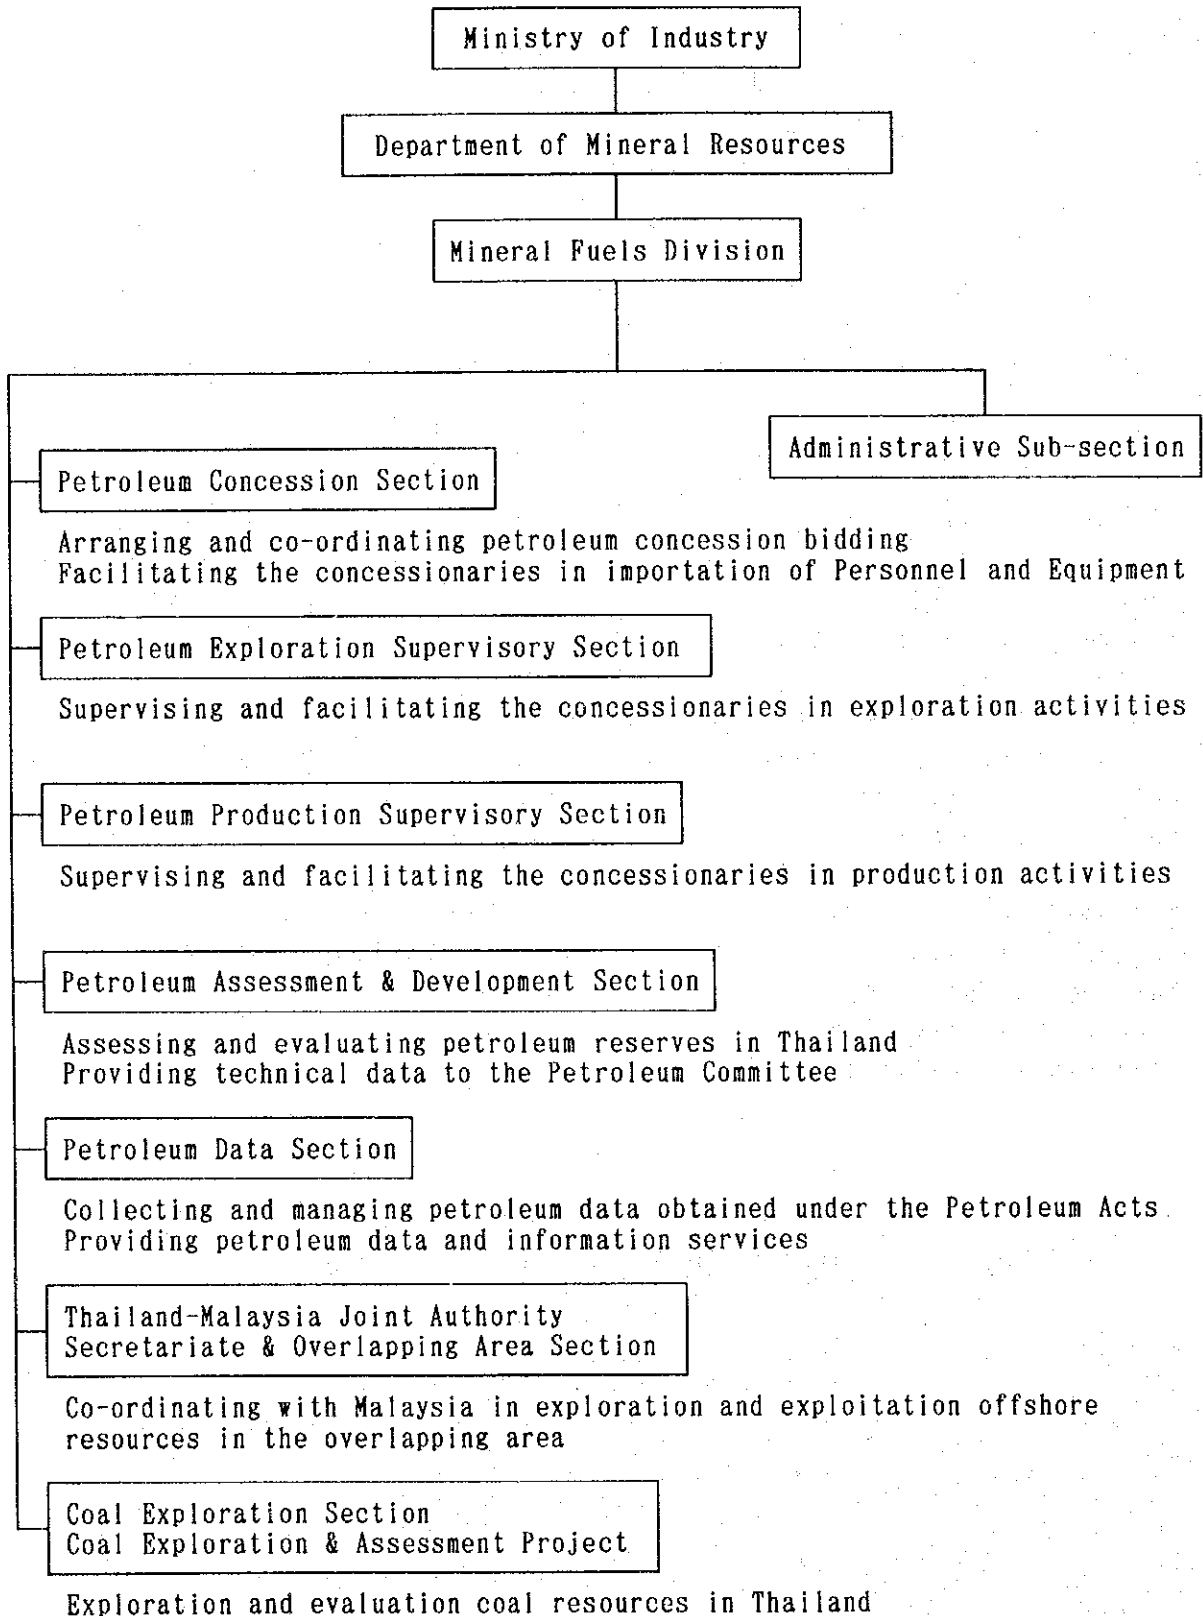 Ministry of Industry
Department of Mineral Resources
Mineral Fuels Division
Administrative Sub-section
Petroleum Concession Section
Arranging and co-ordinating petroleum concession bidding
Facilitating the concessionaries in importation of Personnel and Equipment
Petroleum Exploration Supervisory Section
Supervising and facilitating the concessionaries in exploration activities
Petroleum Production Supervisory Section
Supervising and facilitating the concessionaries in production activities
Petroleum Assessment & Development Section
Assessing and evaluating petroleum reserves in Thailand
Providing technical data to the Petroleum Committee
Petroleum Data Section
Collecting and managing petroleum data obtained under the Petroleum Acts
Providing petroleum data and information services
Thailand-Malaysia Joint Authority
Secretariate & Overlapping Area Section
Co-ordinating with Malaysia in exploration and exploitation offshore
resources in the overlapping area
Coal Exploration Section
Coal Exploration & Assessment Project
Exploration and evaluation coal resources in Thailand